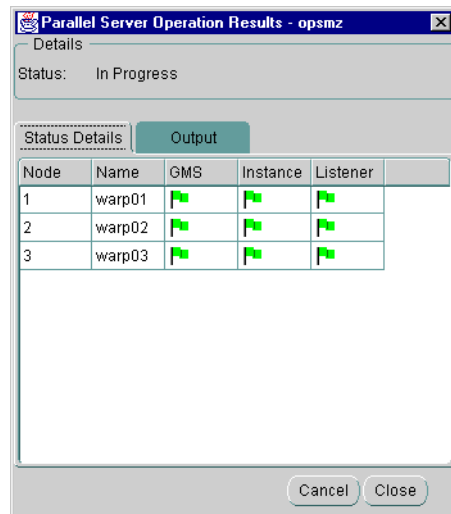 Parallel Server Operation Results - opsmz
Details
Status: In Progress
Status Details Output
Node Name GMS Instance Listener
1 warp01
2 warp02
3 warp03
Cancel Close